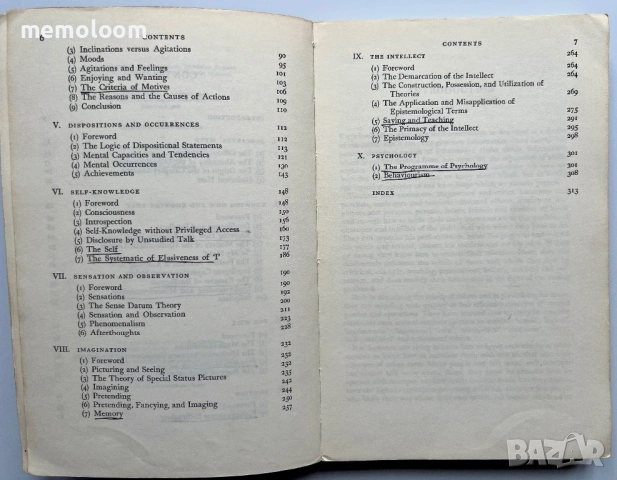 memoloom
6 CONTENTS
(3) Inclinations versus Agitations 90
(4) Moods 95
(5) Agitations and Feelings 101
(6) Enjoying and Wanting 103
(7) The Criteria of Motives 106
(8) The Reasons and the Causes of Actions 109
(9) Conclusion 110
V. DISPOSITIONS AND OCCURRENCES 112
(1) Foreword 112
(2) The Logic of Dispositional Statements 113
(3) Mental Capacities and Tendencies 121
(4) Mental Occurrences 130
(5) Achievements 143
VI. SELF-KNOWLEDGE 148
(1) Foreword 148
(2) Consciousness 150
(3) Introspection 156
(4) Self-Knowledge without Privileged Access 160
(5) Disclosure by Unstudied Talk 173
(6) The Self 177
(7) The Systematic of Elusiveness of 'I' 186
VII. SENSATION AND OBSERVATION 190
(1) Foreword 190
(2) Sensations 192
(3) The Sense Datum Theory 200
(4) Sensation and Observation 211
(5) Phenomenalism 222
(6) Afterthoughts 228
VIII. IMAGINATION 232
(1) Foreword 232
(2) Picturing and Seeing 232
(3) The Theory of Special Status Pictures 235
(4) Imagining 242
(5) Pretending 244
(6) Pretending, Fancying, and Imaging 250
(7) Memory 257
CONTENTS 7
IX. THE INTELLECT 264
(1) Foreword 264
(2) The Demarcation of the Intellect 264
(3) The Construction, Possession, and Utilization of
Theories 269
(4) The Application and Misapplication of
Epistemological Terms 275
(5) Saying and Teaching 291
(6) The Primacy of the Intellect 295
(7) Epistemology 298
X. PSYCHOLOGY 301
(1) The Programme of Psychology 301
(2) Behaviourism 308
INDEX 313
BAZAR
bg